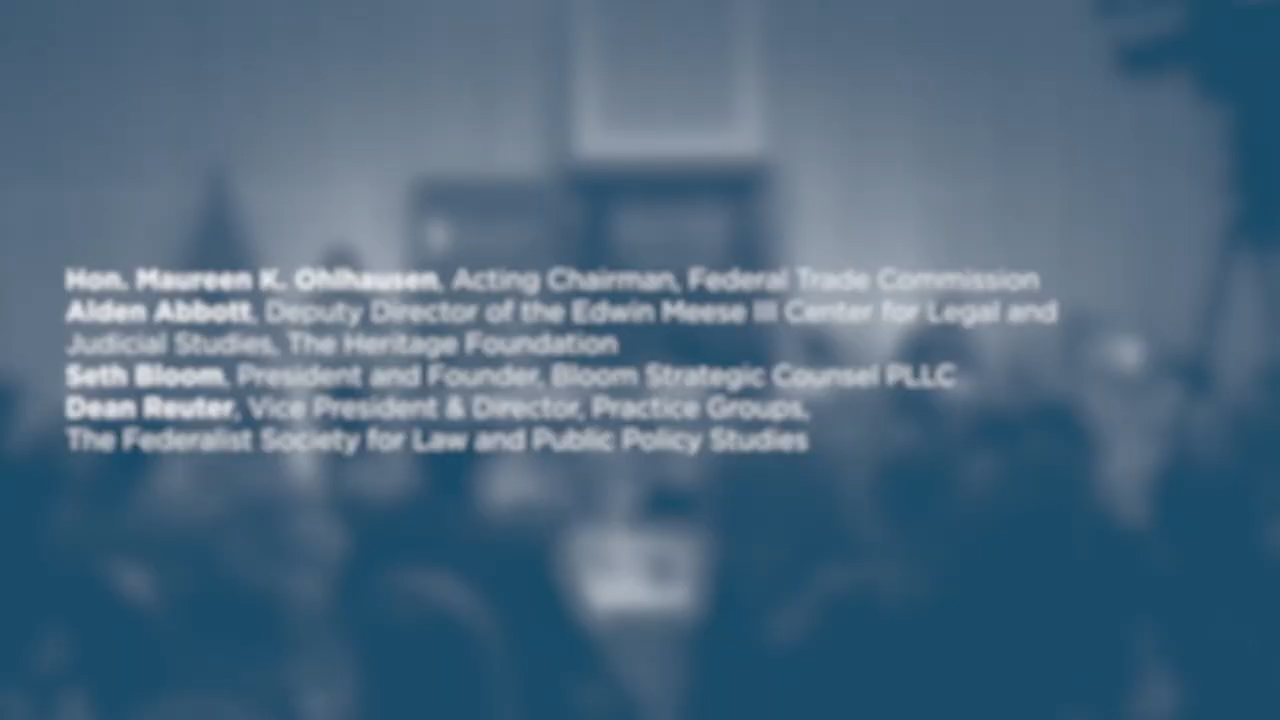 Hon. Maureen K. Ohlhausen, Acting Chairman, Federal Trade Commission
Alden Abbott, Deputy Director of the Edwin Meese III Center for Legal and
Judicial Studies, The Heritage Foundation
Seth Bloom, President and Founder, Bloom Strategic Counsel PLLC
Dean Reuter, Vice President & Director, Practice Groups,
The Federalist Society for Law and Public Policy Studies